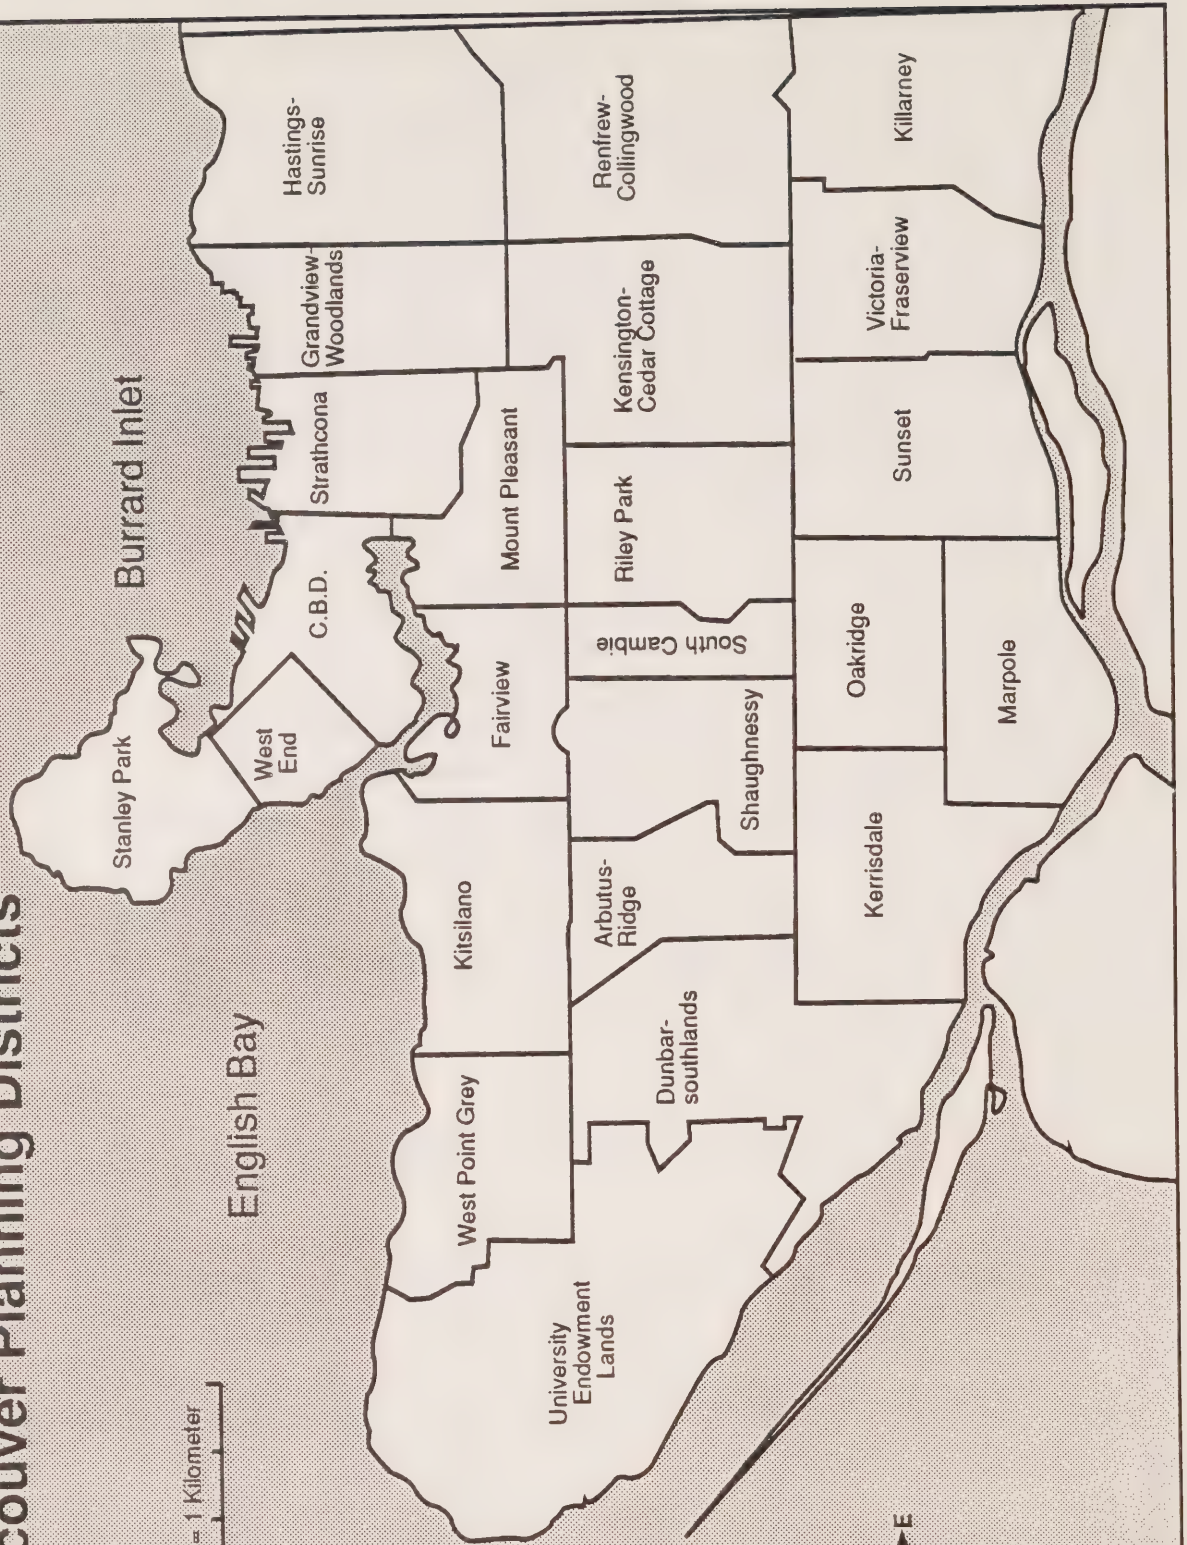 couver Planning Districts
= 1 Kilometer
English Bay
Burrard Inlet
Stanley Park
West
End
C.B.D.
Strathcona
Grandview-
Woodlands
Hastings-
Sunrise
West Point Grey
Kitsilano
Fairview
Mount Pleasant
University
Endowment
Lands
Dunbar-
southlands
Arbutus-
Ridge
Shaughnessy
South Cambie
Riley Park
Kensington-
Cedar Cottage
Renfrew-
Collingwood
Kerrisdale
Oakridge
Marpole
Sunset
Victoria-
Fraserview
Killarney
E